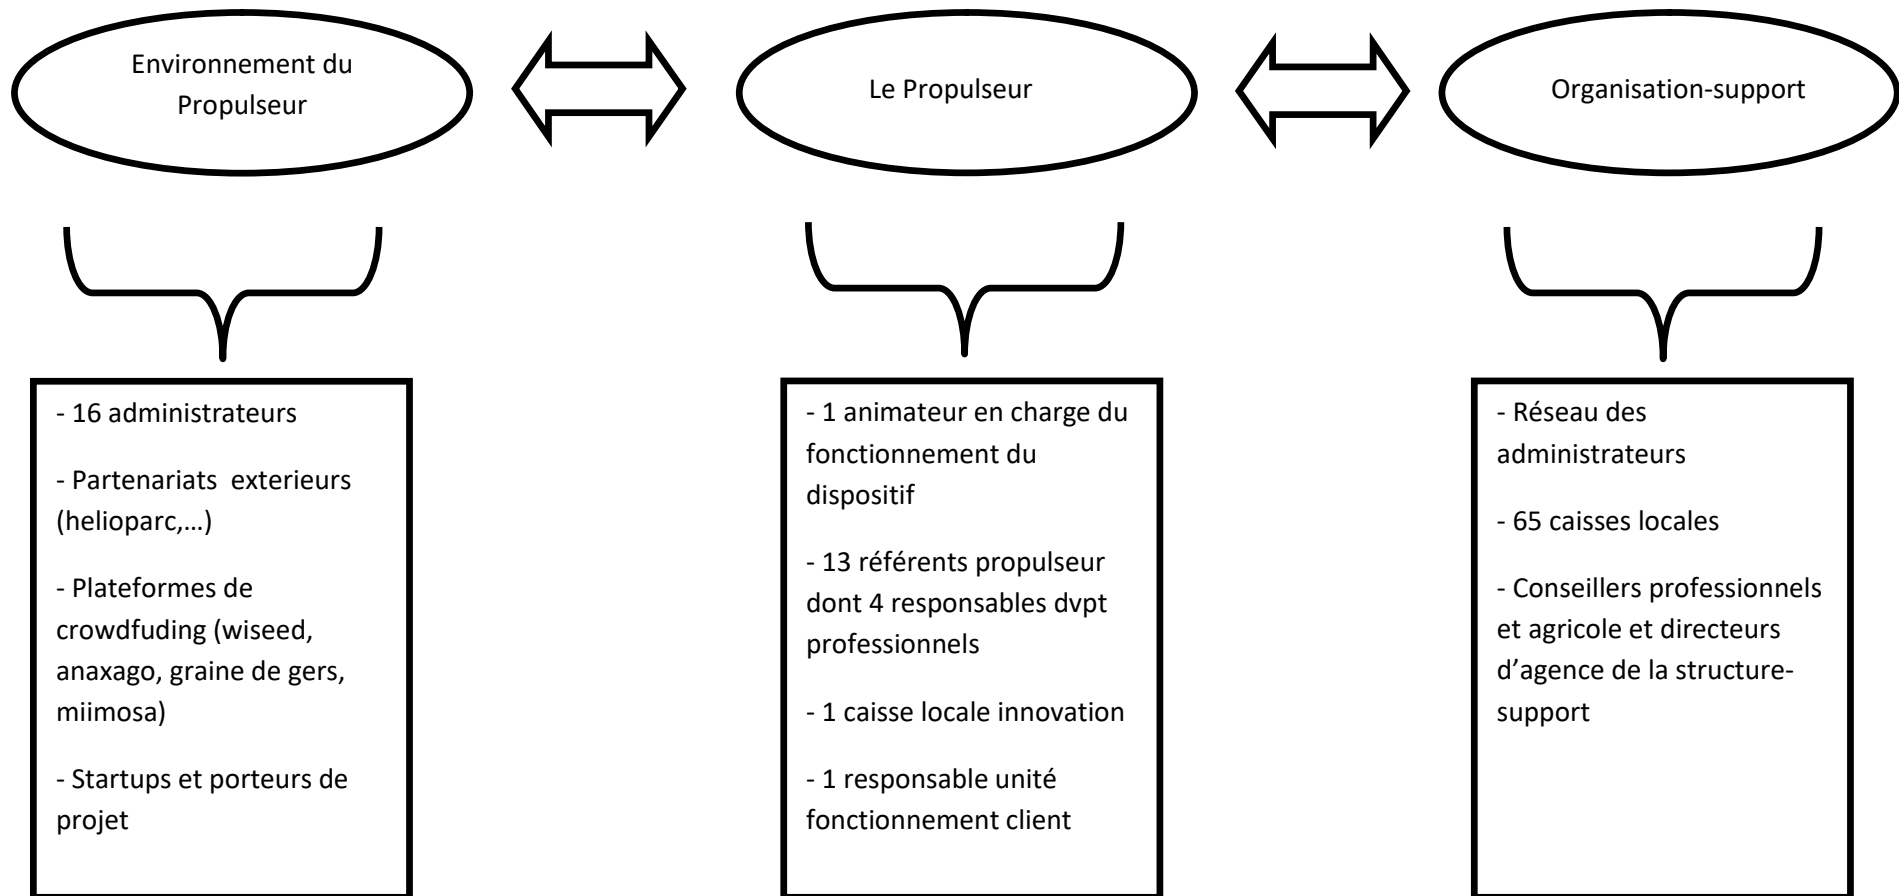 Environnement du
Propulseur
Le Propulseur
Organisation-support
- 16 administrateurs
- Partenariats  exterieurs
(helioparc,…)
- Plateformes de
crowdfuding (wiseed,
anaxago, graine de gers,
miimosa)
- Startups et porteurs de
projet
- 1 animateur en charge du
fonctionnement du
dispositif
- 13 référents propulseur
dont 4 responsables dvpt
professionnels
- 1 caisse locale innovation
- 1 responsable unité
fonctionnement client
- Réseau des
administrateurs
- 65 caisses locales
- Conseillers professionnels
et agricole et directeurs
d’agence de la structure-
support